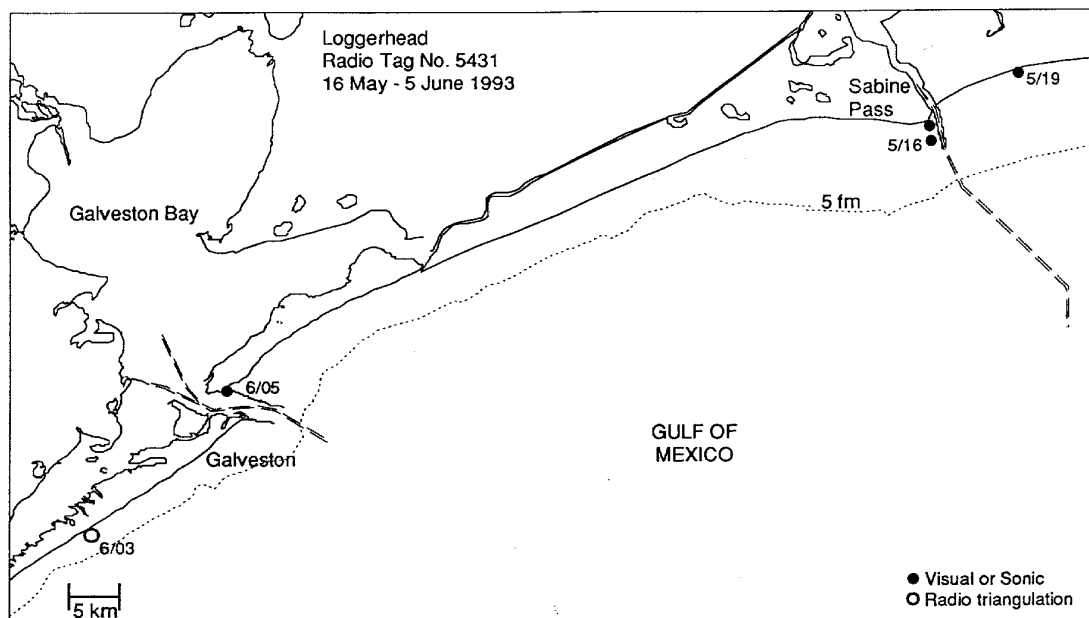 Loggerhead
Radio Tag No. 5431
16 May - 5 June 1993
Sabine
Pass
5/19
5/16
Galveston Bay
5 fm
6/05
GULF OF
MEXICO
Galveston
6/03
5 km
Visual or Sonic
Radio triangulation